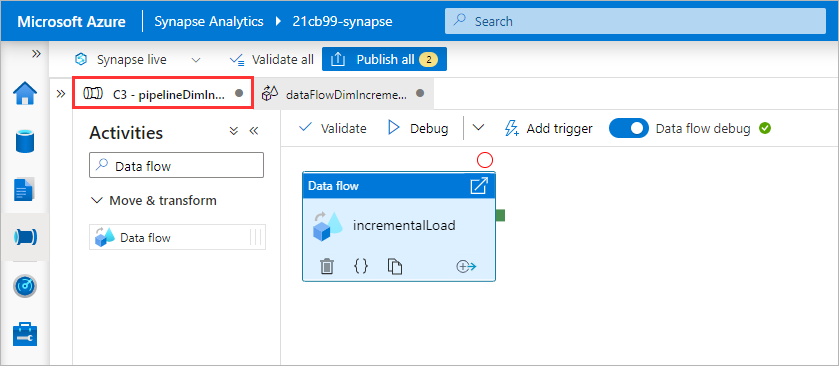 Microsoft Azure Synapse Analytics 21cb99-synapse Search
Synapse live Validate all Publish all 2
C3 - pipelineDimIn... dataFlowDimIncreme...
Activities
Validate Debug Add trigger Data flow debug
Data flow
Move & transform
Data flow
Data flow
incrementalLoad
{}